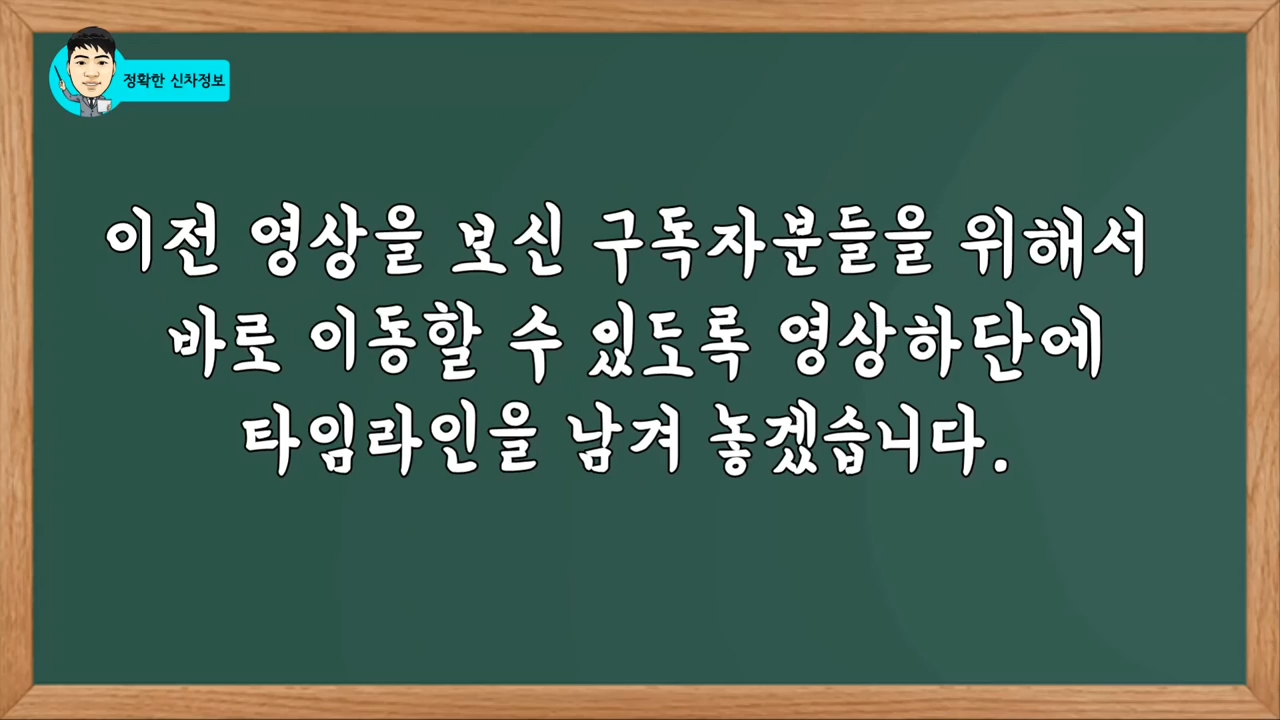 정확한 신차정보
이전 영상을 보신 구독자분들을 위해서
바로 이동할 수 있도록 영상하단에
타임라인을 남겨 놓겠습니다.